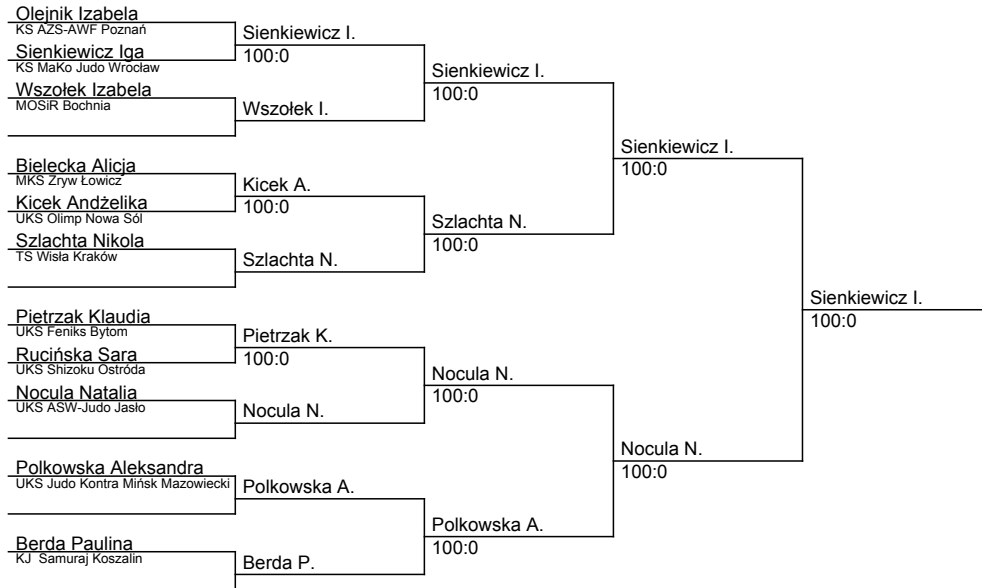 Olejnik Izabela
KS AZS-AWF Poznań
Sienkiewicz Iga
KS MaKo Judo Wrocław
Wszołek Izabela
MOSiR Bochnia
Bielecka Alicja
MKS Zryw Łowicz
Kicek Andżelika
UKS Olimp Nowa Sól
Szlachta Nikola
TS Wisła Kraków
Pietrzak Klaudia
UKS Feniks Bytom
Rucińska Sara
UKS Shizoku Ostróda
Nocula Natalia
UKS ASW-Judo Jasło
Polkowska Aleksandra
UKS Judo Kontra Mińsk Mazowiecki
Berda Paulina
KJ  Samuraj Koszalin
Sienkiewicz I.
100:0
Wszołek I.
Kicek A.
100:0
Szlachta N.
Pietrzak K.
100:0
Nocula N.
Polkowska A.
Berda P.
Sienkiewicz I.
100:0
Szlachta N.
100:0
Nocula N.
100:0
Polkowska A.
100:0
Sienkiewicz I.
100:0
Nocula N.
100:0
Sienkiewicz I.
100:0